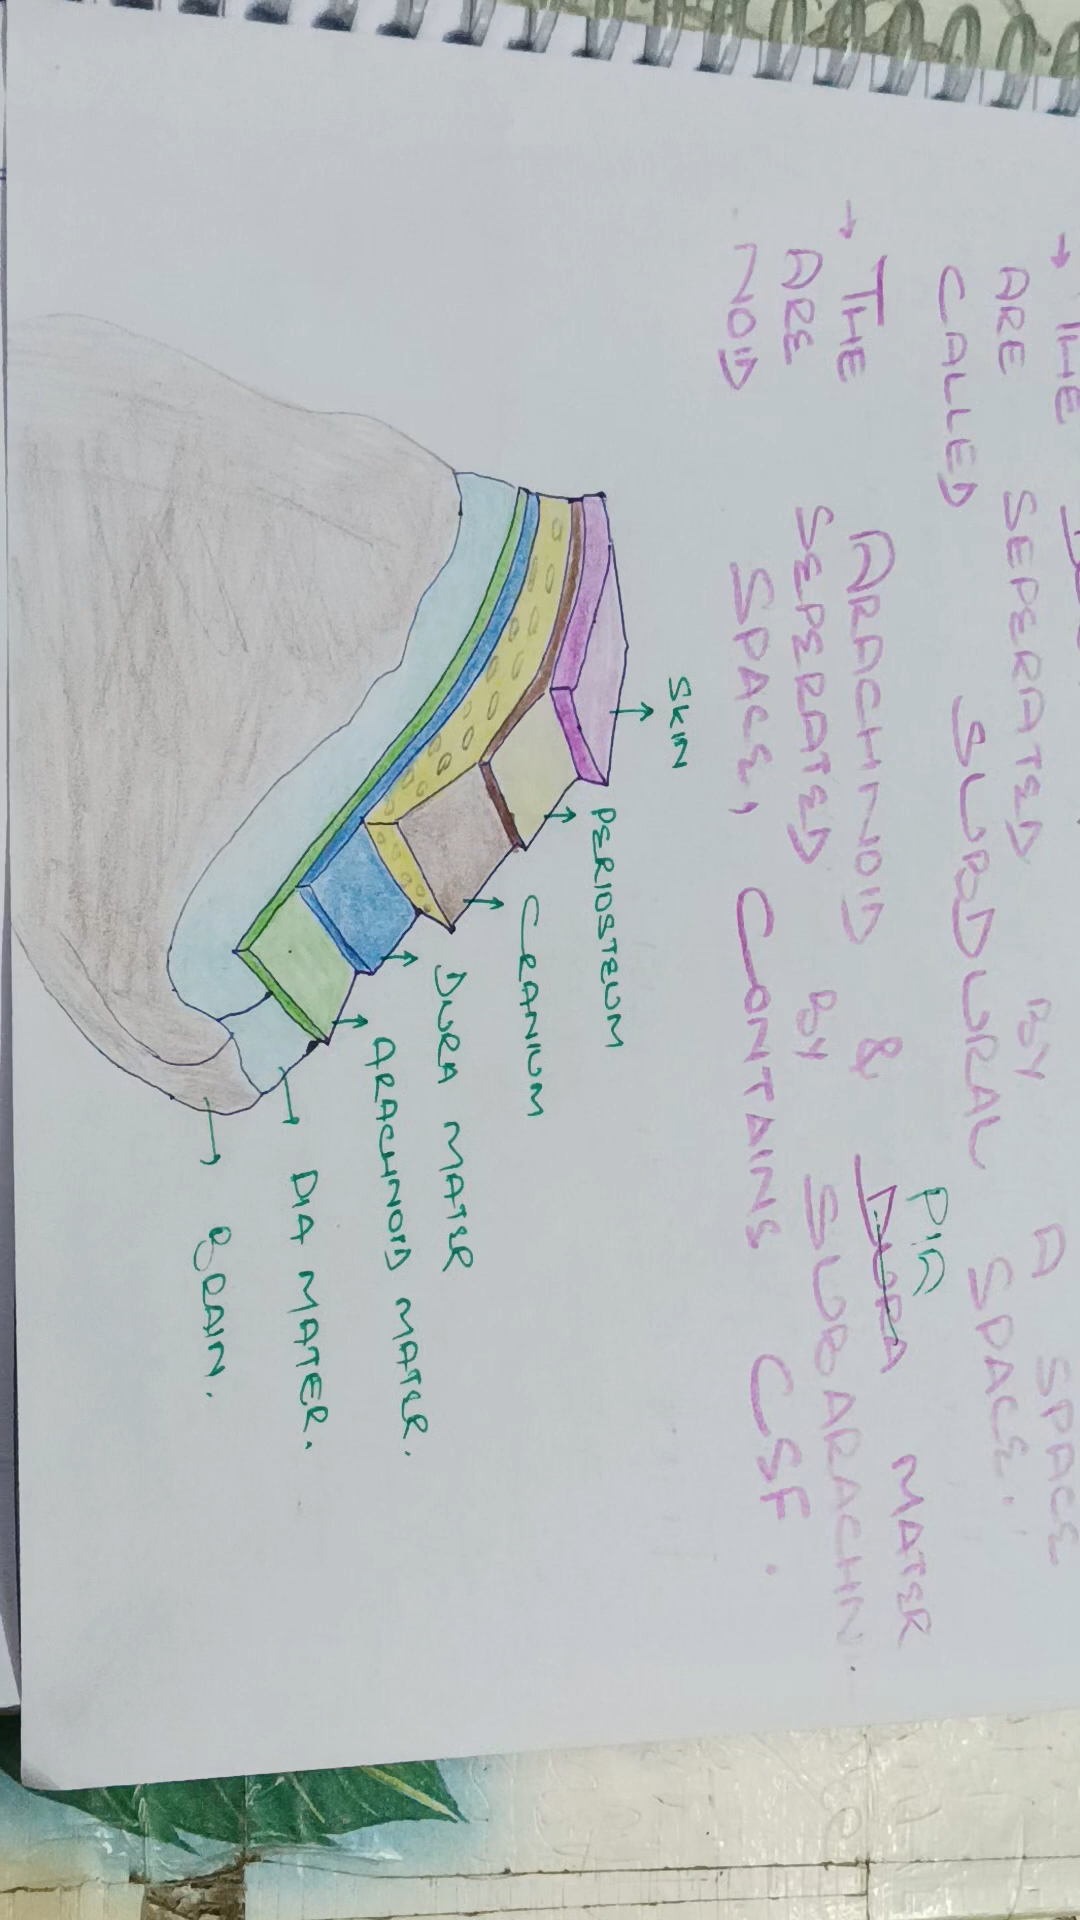 → THE
ARE SEPERATED BY A SPACE
CALLED SUBDURAL SPACE.
PIA
→ THE ARACHNOID & DURA MATER
ARE SEPERATED BY SUBARACHN
NOID SPACE, CONTAINS CSF.
SKIN
PERIOSTEUM
CRANIUM
DURA MATER
ARACHNOID MATER.
DIA MATER.
BRAIN.